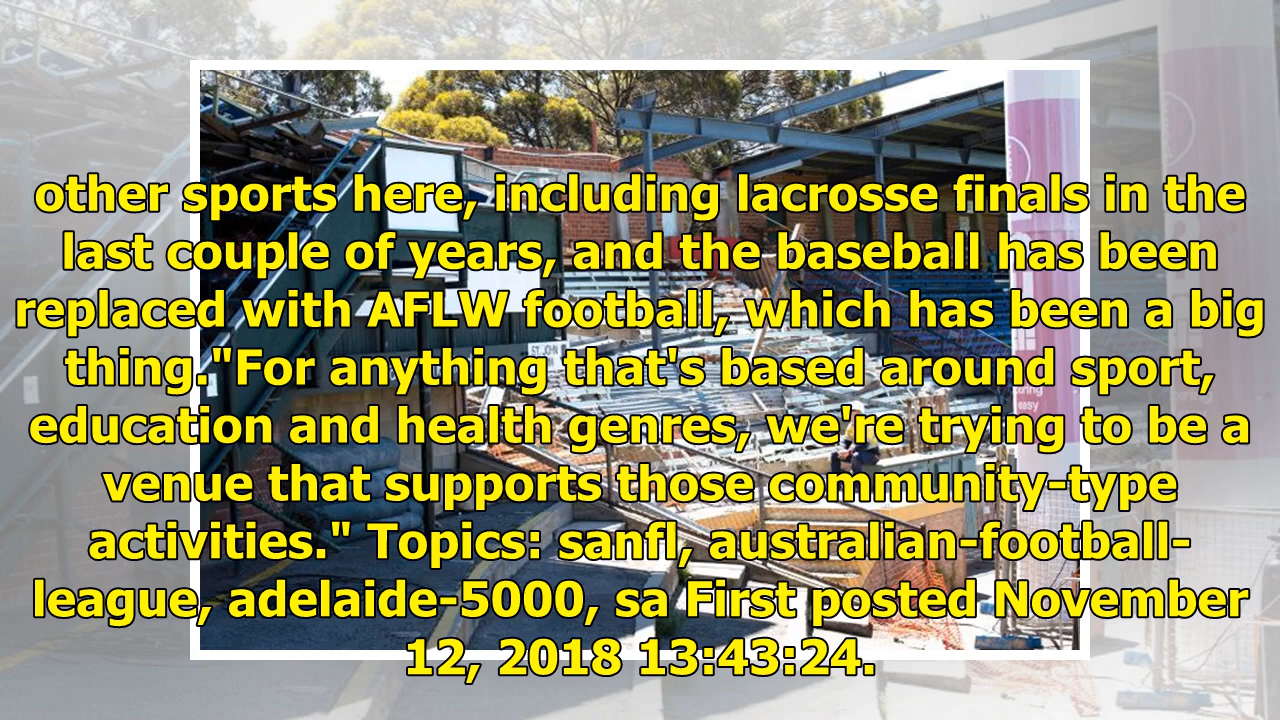 other sports here, including lacrosse finals in the
last couple of years, and the baseball has been
replaced with AFLW football, which has been a big
thing."For anything that's based around sport,
education and health genres, we're trying to be a
venue that supports those community-type
activities." Topics: sanfl, australian-football-
league, adelaide-5000, sa First posted November
12, 2018 13:43:24.
ST. JOHN
easy